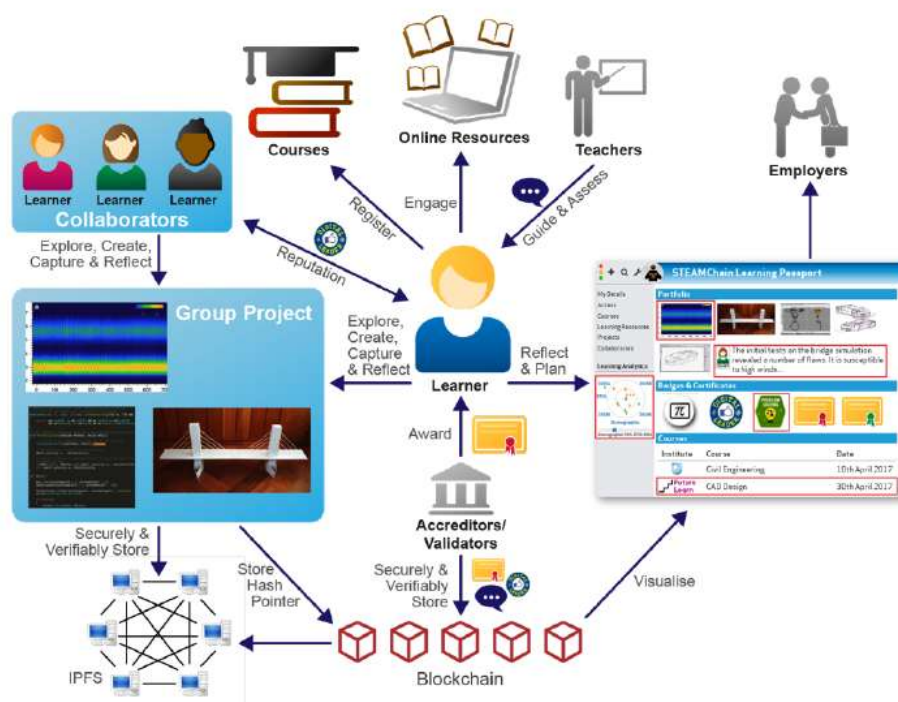 Courses
Online Resources
Teachers
Employers
Learner
Learner
Learner
Collaborators
Register
Engage
Guide & Assess
Reputation
Explore, Create,
Capture & Reflect
Group Project
Explore,
Create,
Capture
& Reflect
Learner
Reflect
& Plan
STEAMChain Learning Passport
My Details
Courses
Learning Resources
Projects
Collaborators
Learning Analytics
Portfolio
The initial tests on the bridge simulation
revealed a number of flaws. It is susceptible
to high winds...
Badges & Certificates
π
Courses
Institute Course Date
Civil Engineering 10th April 2017
Future
Learn CAD Design 30th April 2017
Award
Accreditors/
Validators
Securely &
Verifiably Store
Store
Hash
Pointer
Securely &
Verifiably
Store
Visualise
IPFS
Blockchain